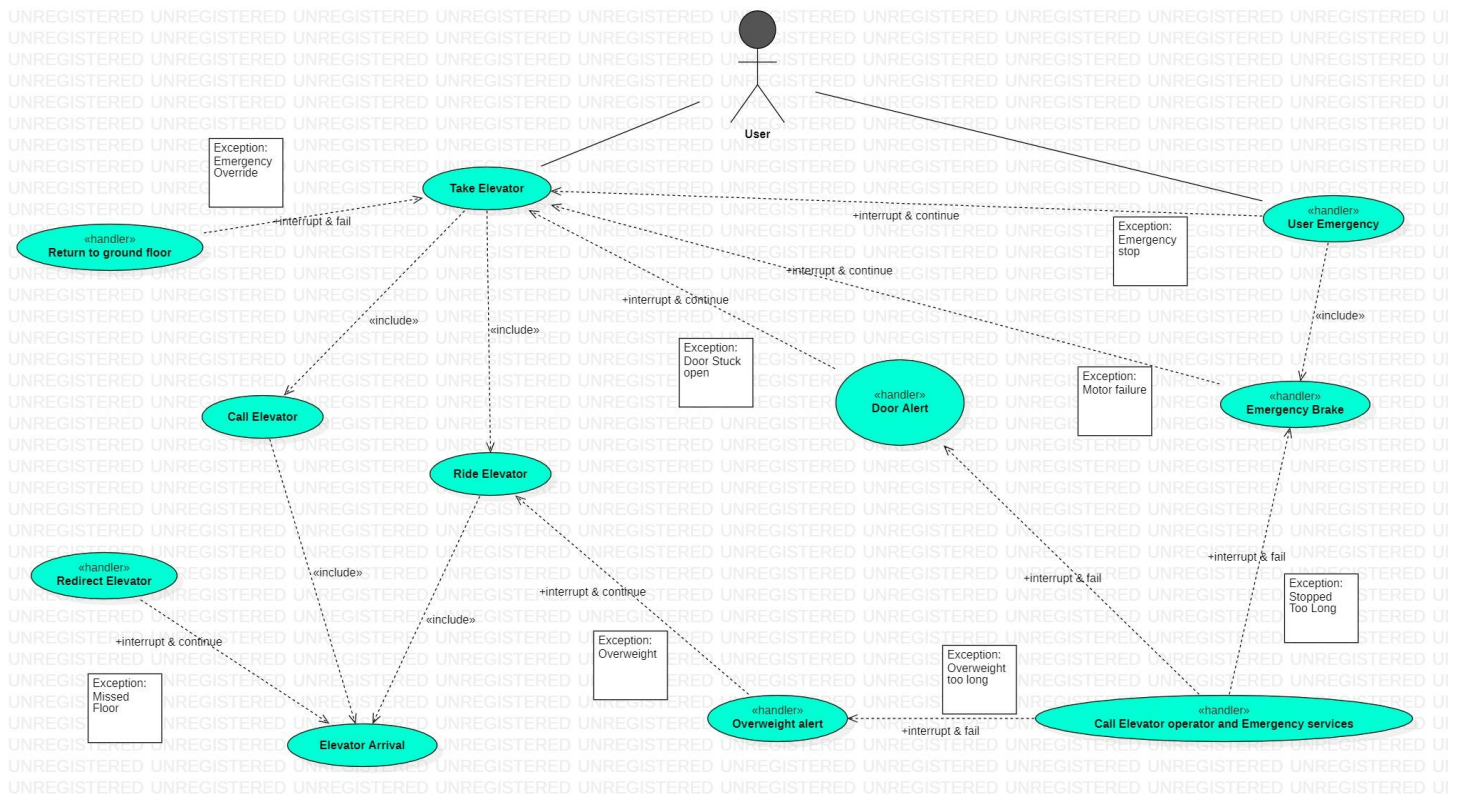 User
Exception:
Emergency
Override
Take Elevator
+interrupt & fail
«handler»
Return to ground floor
+interrupt & continue
«handler»
User Emergency
Exception:
Emergency
stop
+interrupt & continue
+interrupt & continue
«include»
«include»
«include»
Exception:
Door Stuck
open
Exception:
Motor failure
«handler»
Door Alert
«handler»
Emergency Brake
Call Elevator
Ride Elevator
+interrupt & fail
«handler»
Redirect Elevator
«include»
+interrupt & fail
Exception:
Stopped
Too Long
+interrupt & continue
«include»
+interrupt & continue
Exception:
Overweight
Exception:
Overweight
too long
Exception:
Missed
Floor
«handler»
Overweight alert
«handler»
Call Elevator operator and Emergency services
+interrupt & fail
Elevator Arrival
UNREGISTERED